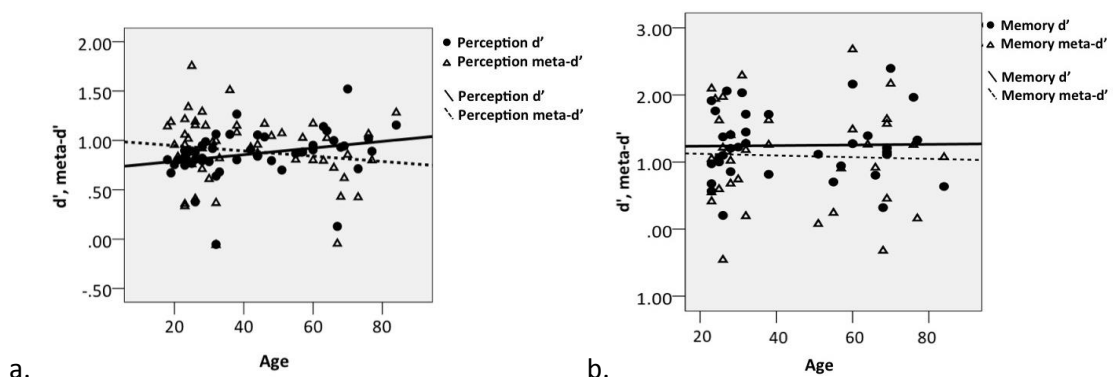 2.00
1.50
1.00
.50
.00
-.50
d', meta-d'
20 40 60 80
Age
a.
Perception d'
Perception meta-d'
Perception d'
Perception meta-d'
3.00
2.00
1.00
.00
1.00
d', meta-d'
20 40 60 80
Age
b.
Memory d'
Memory meta-d'
Memory d'
Memory meta-d'